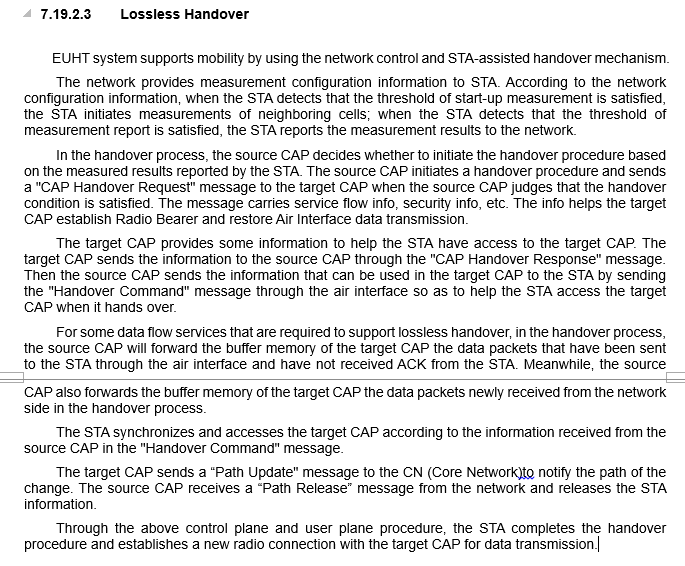 7.19.2.3 Lossless Handover
EUHT system supports mobility by using the network control and STA-assisted handover mechanism.
The network provides measurement configuration information to STA. According to the network
configuration information, when the STA detects that the threshold of start-up measurement is satisfied,
the STA initiates measurements of neighboring cells; when the STA detects that the threshold of
measurement report is satisfied, the STA reports the measurement results to the network.
In the handover process, the source CAP decides whether to initiate the handover procedure based
on the measured results reported by the STA. The source CAP initiates a handover procedure and sends
a "CAP Handover Request" message to the target CAP when the source CAP judges that the handover
condition is satisfied. The message carries service flow info, security info, etc. The info helps the target
CAP establish Radio Bearer and restore Air Interface data transmission.
The target CAP provides some information to help the STA have access to the target CAP. The
target CAP sends the information to the source CAP through the "CAP Handover Response" message.
Then the source CAP sends the information that can be used in the target CAP to the STA by sending
the "Handover Command" message through the air interface so as to help the STA access the target
CAP when it hands over.
For some data flow services that are required to support lossless handover, in the handover process,
the source CAP will forward the buffer memory of the target CAP the data packets that have been sent
to the STA through the air interface and have not received ACK from the STA. Meanwhile, the source
CAP also forwards the buffer memory of the target CAP the data packets newly received from the network
side in the handover process.
The STA synchronizes and accesses the target CAP according to the information received from the
source CAP in the "Handover Command" message.
The target CAP sends a “Path Update" message to the CN (Core Network)to notify the path of the
change. The source CAP receives a “Path Release” message from the network and releases the STA
information.
Through the above control plane and user plane procedure, the STA completes the handover
procedure and establishes a new radio connection with the target CAP for data transmission.